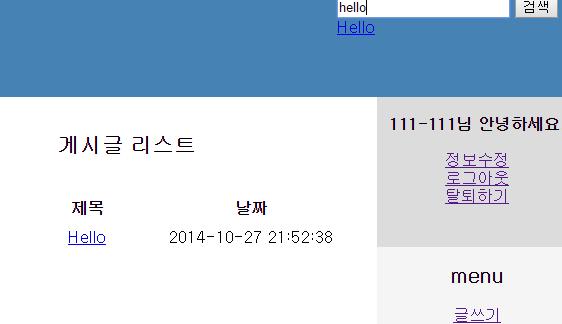 hello 검색
Hello
게시글 리스트
제목 날짜
Hello 2014-10-27 21:52:38
111-111님 안녕하세요
정보수정
로그아웃
탈퇴하기
menu
글쓰기